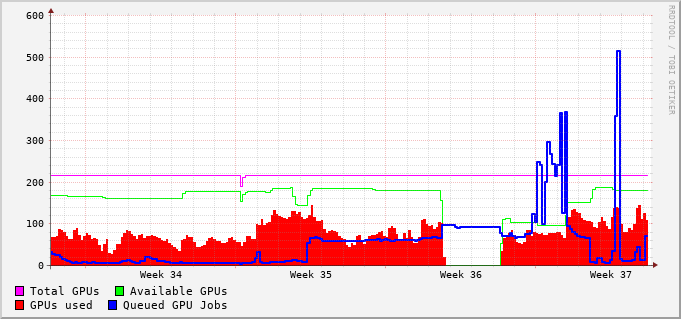 600
500
400
300
200
100
0
Week 34 Week 35 Week 36 Week 37
Total GPUs Available GPUs
GPUs used Queued GPU Jobs
RRDTOOL / TOBI OETIKER